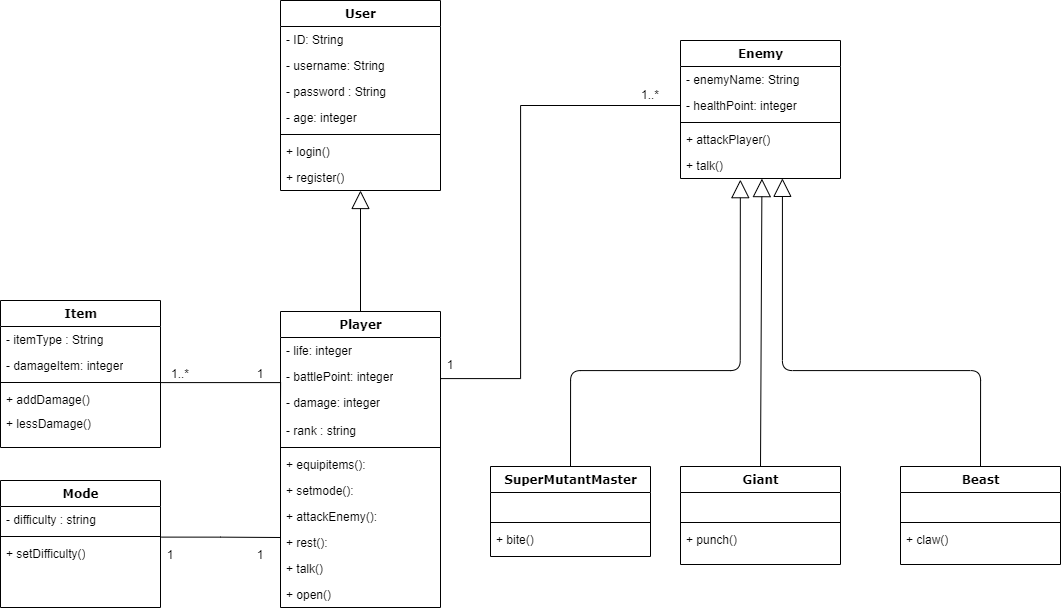 User
- ID: String
- username: String
- password : String
- age: integer
+ login()
+ register()
Enemy
- enemyName: String
- healthPoint: integer
+ attackPlayer()
+ talk()
1..*
Item
- itemType : String
- damageItem: integer
+ addDamage()
+ lessDamage()
1..*
1
Player
- life: integer
- battlePoint: integer
- damage: integer
- rank : string
+ equipitems():
+ setmode():
+ attackEnemy():
+ rest():
+ talk()
+ open()
1
Mode
- difficulty : string
+ setDifficulty()
1
1
SuperMutantMaster
+ bite()
Giant
+ punch()
Beast
+ claw()